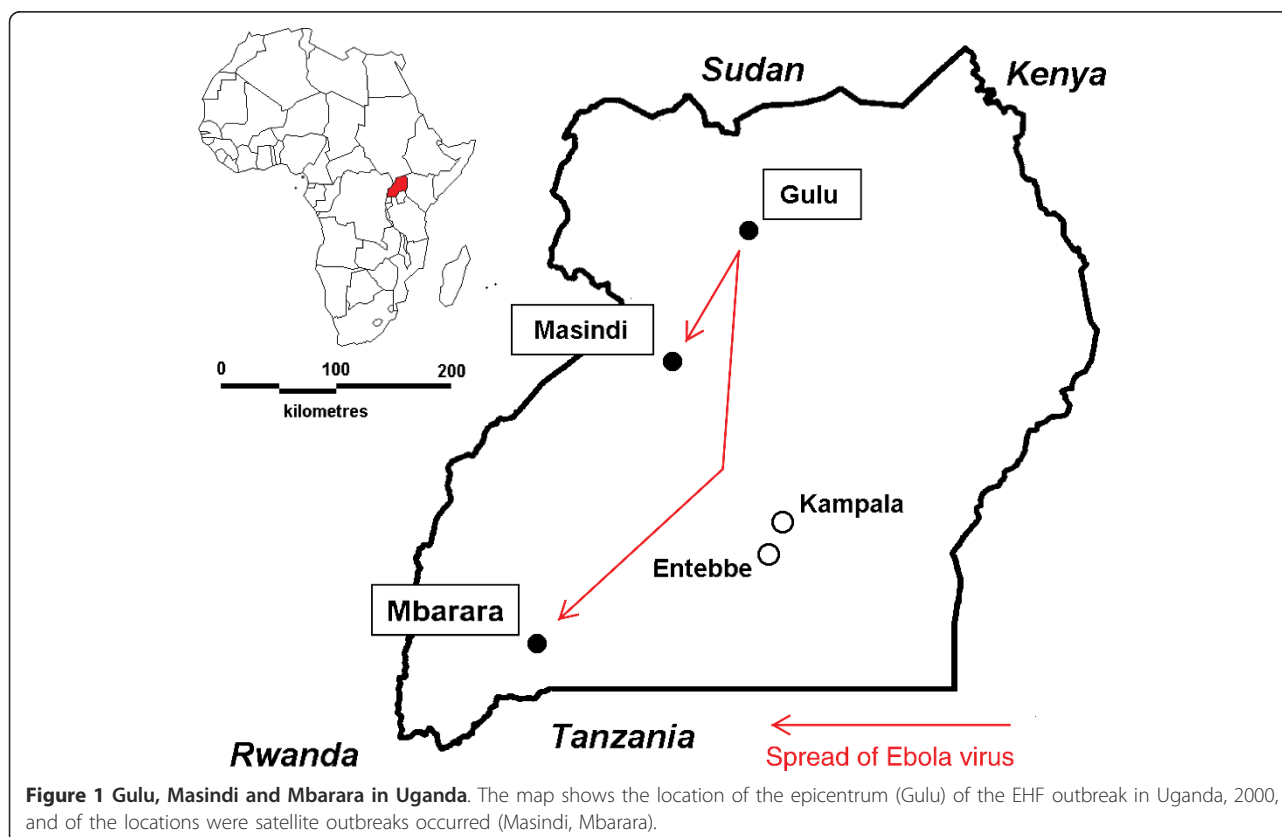 Sudan
Kenya
Gulu
Masindi
0 100 200
kilometres
Kampala
Entebbe
Mbarara
Tanzania
Rwanda
Spread of Ebola virus
Figure 1 Gulu, Masindi and Mbarara in Uganda. The map shows the location of the epicentrum (Gulu) of the EHF outbreak in Uganda, 2000,
and of the locations were satellite outbreaks occurred (Masindi, Mbarara).